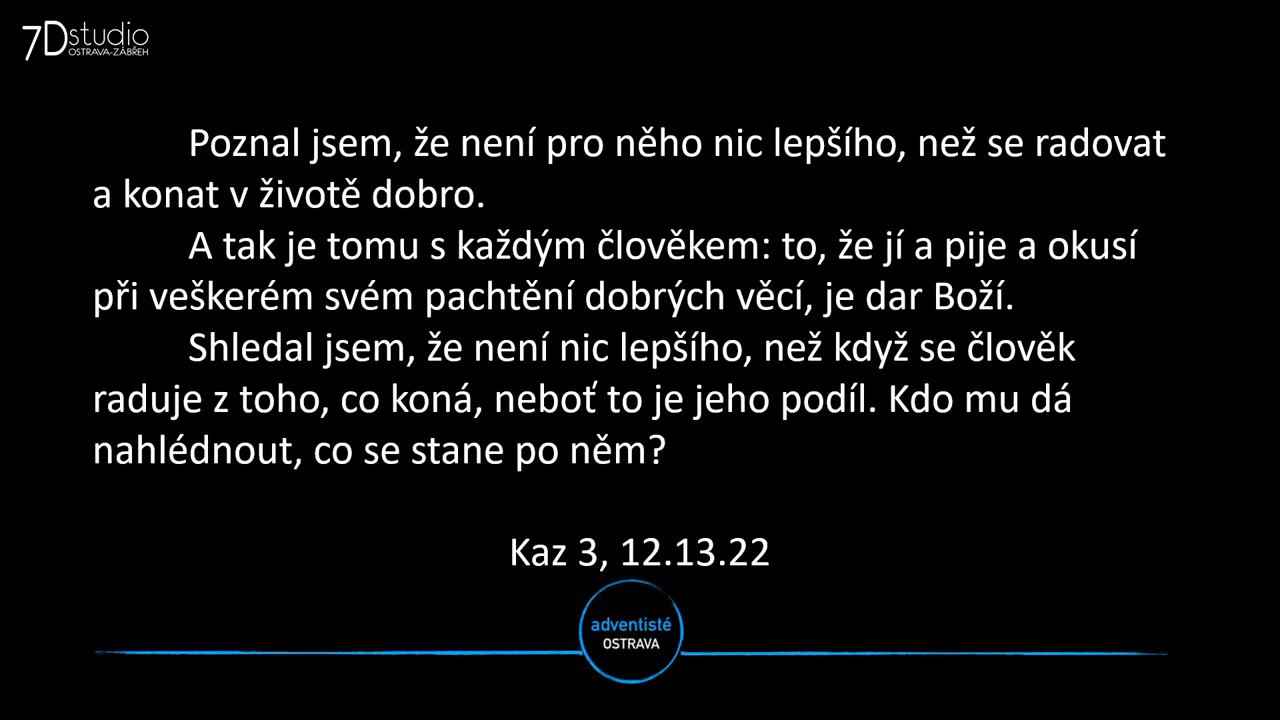 7Dstudio
OSTRAVA-ZÁBŘEH
Poznal jsem, že není pro něho nic lepšího, než se radovat
a konat v životě dobro.
A tak je tomu s každým člověkem: to, že jí a pije a okusí
při veškerém svém pachtění dobrých věcí, je dar Boží.
Shledal jsem, že není nic lepšího, než když se člověk
raduje z toho, co koná, neboť to je jeho podíl. Kdo mu dá
nahlédnout, co se stane po něm?
Kaz 3, 12.13.22
adventisté
OSTRAVA